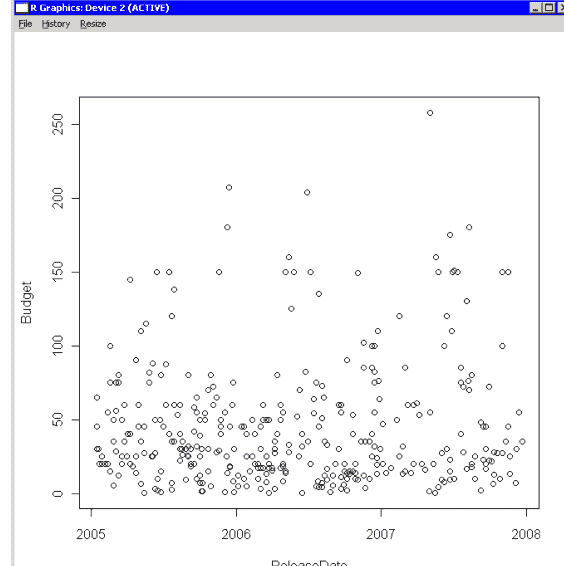 R Graphics: Device 2 (ACTIVE)
File History Resize
250
200
150
100
50
0
Budget
2005 2006 2007 2008
ReleaseDate